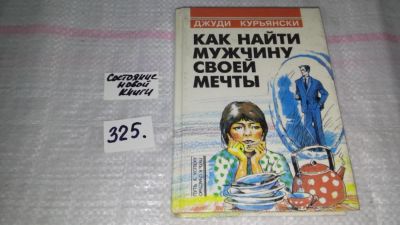 ДЖУДИ КУРЬЯНСКИ
КАК НАЙТИ
МУЖЧИНУ
СВОЕЙ
МЕЧТЫ
Состояние
новой
книги
325.